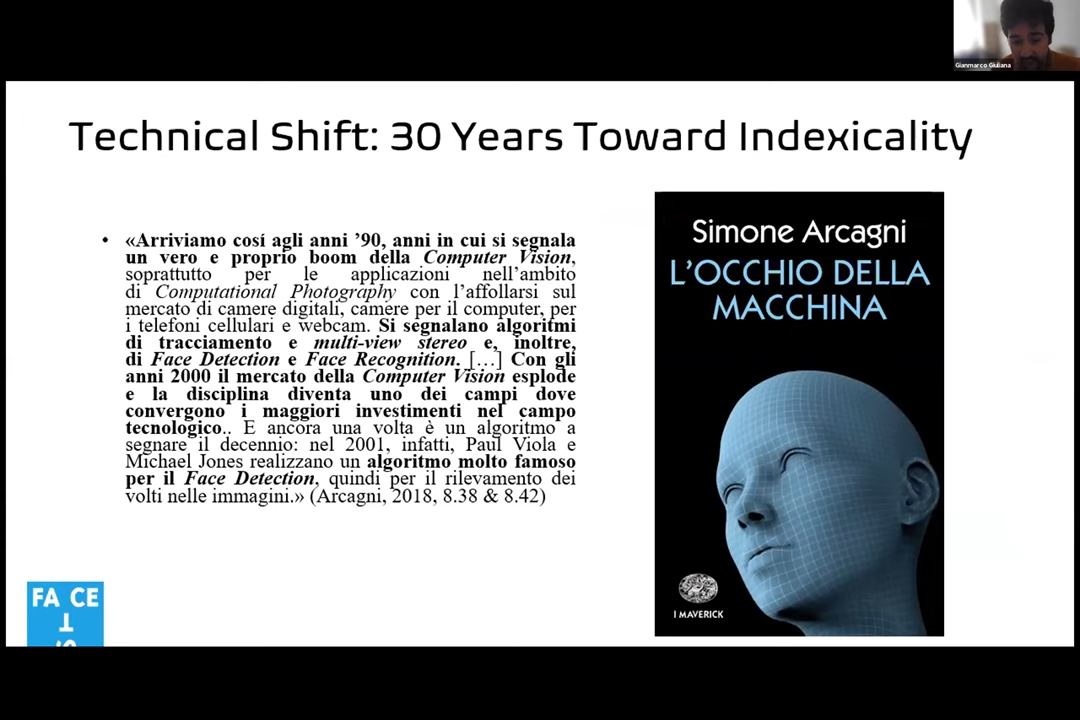 Gianmarco Giuliana
Technical Shift: 30 Years Toward Indexicality
• «Arriviamo cosí agli anni ’90, anni in cui si segnala
un vero e proprio boom della Computer Vision,
soprattutto per le applicazioni nell’ambito
di Computational Photography con l’affollarsi sul
mercato di camere digitali, camere per il computer, per
i telefoni cellulari e webcam. Si segnalano algoritmi
di tracciamento e multi-view stereo e, inoltre,
di Face Detection e Face Recognition. […] Con gli
anni 2000 il mercato della Computer Vision esplode
e la disciplina diventa uno dei campi dove
convergono i maggiori investimenti nel campo
tecnologico.. E ancora una volta è un algoritmo a
segnare il decennio: nel 2001, infatti, Paul Viola e
Michael Jones realizzano un algoritmo molto famoso
per il Face Detection, quindi per il rilevamento dei
volti nelle immagini.» (Arcagni, 2018, 8.38 & 8.42)
Simone Arcagni
L’OCCHIO DELLA
MACCHINA
I MAVERICK
FA CE
T